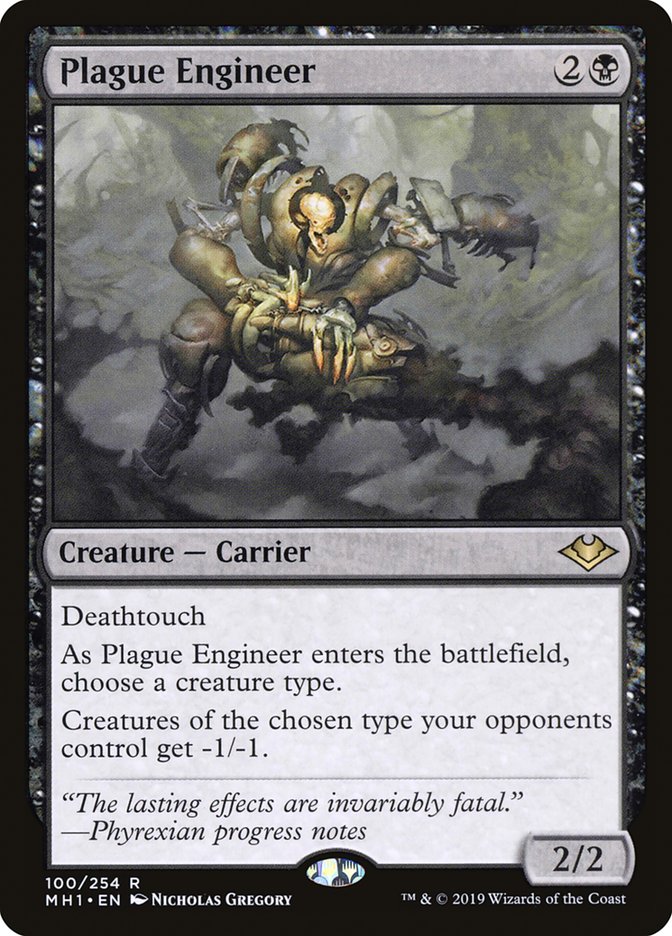 Plague Engineer 2
Creature — Carrier
Deathtouch
As Plague Engineer enters the battlefield,
choose a creature type.
Creatures of the chosen type your opponents
control get -1/-1.
“The lasting effects are invariably fatal.”
—Phyrexian progress notes
2/2
100/254 R
MH1 • EN Nicholas Gregory
™ & © 2019 Wizards of the Coast